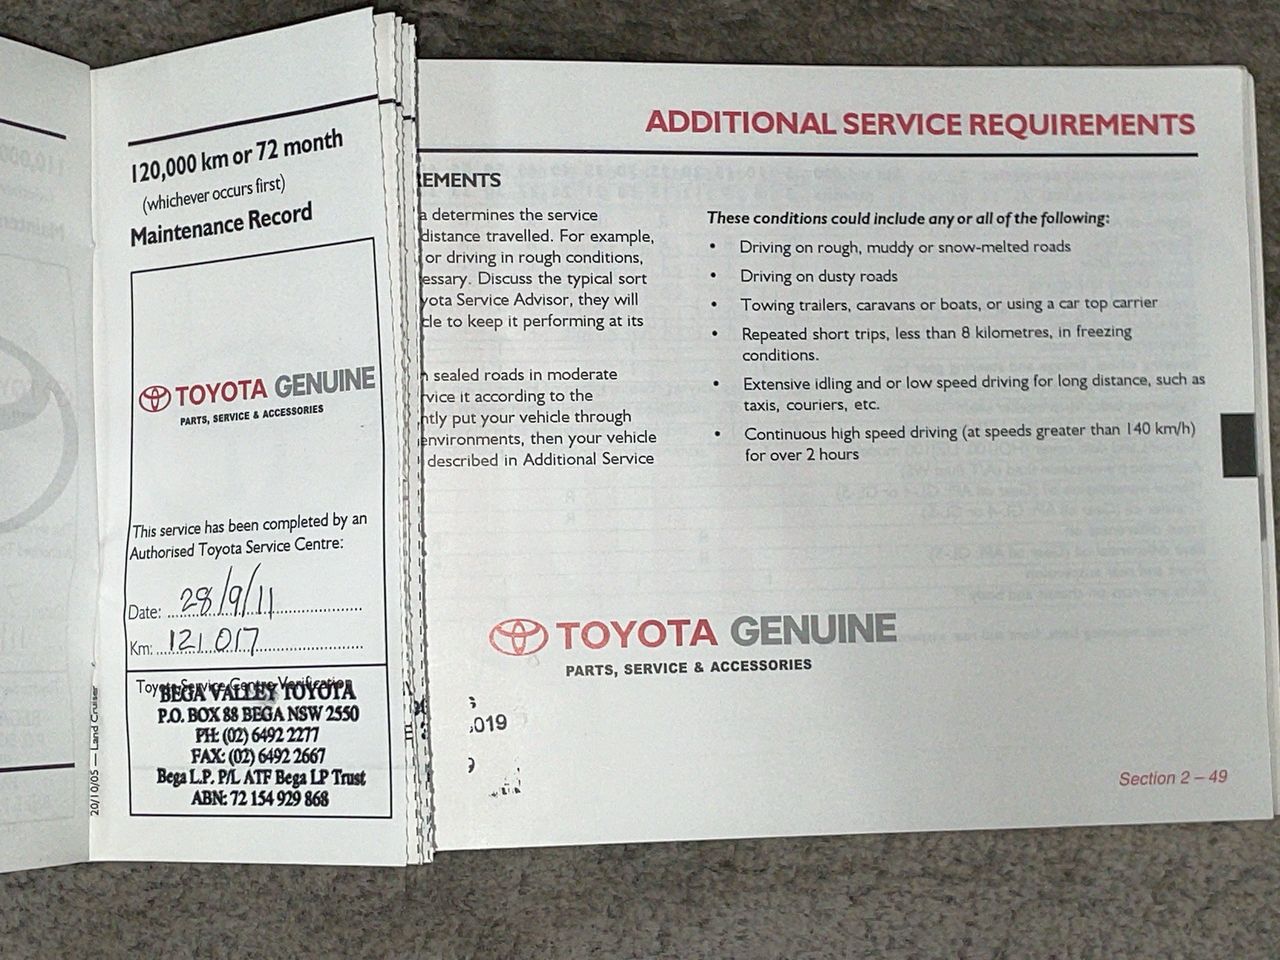 120,000 km or 72 month
(whichever occurs first)
Maintenance Record
TOYOTA GENUINE
PARTS, SERVICE & ACCESSORIES
This service has been completed by an
Authorised Toyota Service Centre:
Date: 28/9/11
Km: 121 017
Toyota Service Centre Verification
BEGA VALLEY TOYOTA
P.O. BOX 88 BEGA NSW 2550
PH: (02) 6492 2277
FAX: (02) 6492 2667
Bega L.P. P/L ATF Bega LP Trust
ABN: 72 154 929 868
20/10/05 — Land Cruiser
ADDITIONAL SERVICE REQUIREMENTS
EMENTS
a determines the service
distance travelled. For example,
or driving in rough conditions,
essary. Discuss the typical sort
yota Service Advisor, they will
cle to keep it performing at its
n sealed roads in moderate
rvice it according to the
ntly put your vehicle through
environments, then your vehicle
described in Additional Service
These conditions could include any or all of the following:
• Driving on rough, muddy or snow-melted roads
• Driving on dusty roads
• Towing trailers, caravans or boats, or using a car top carrier
• Repeated short trips, less than 8 kilometres, in freezing
conditions.
• Extensive idling and or low speed driving for long distance, such as
taxis, couriers, etc.
• Continuous high speed driving (at speeds greater than 140 km/h)
for over 2 hours
TOYOTA GENUINE
PARTS, SERVICE & ACCESSORIES
019
Section 2 – 49